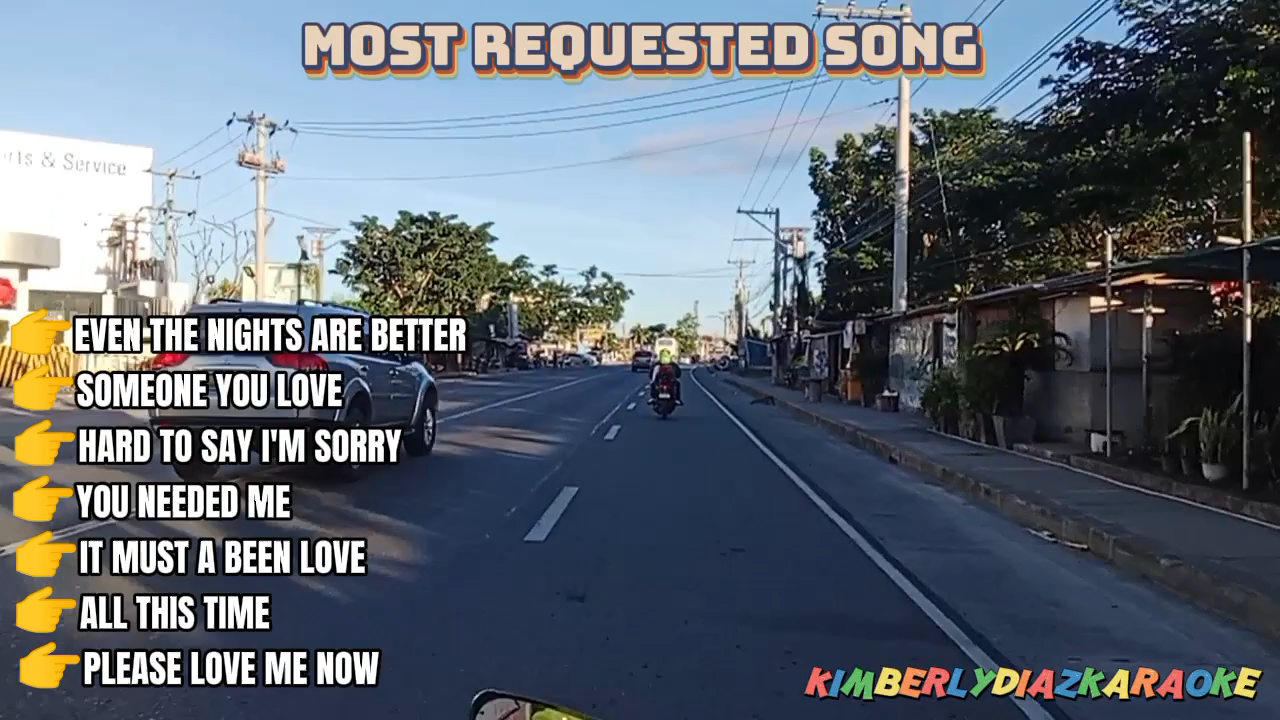 MOST REQUESTED SONG
rts & Service
EVEN THE NIGHTS ARE BETTER
SOMEONE YOU LOVE
HARD TO SAY I'M SORRY
YOU NEEDED ME
IT MUST A BEEN LOVE
ALL THIS TIME
PLEASE LOVE ME NOW
KIMBERLYDIAZKARAOKE